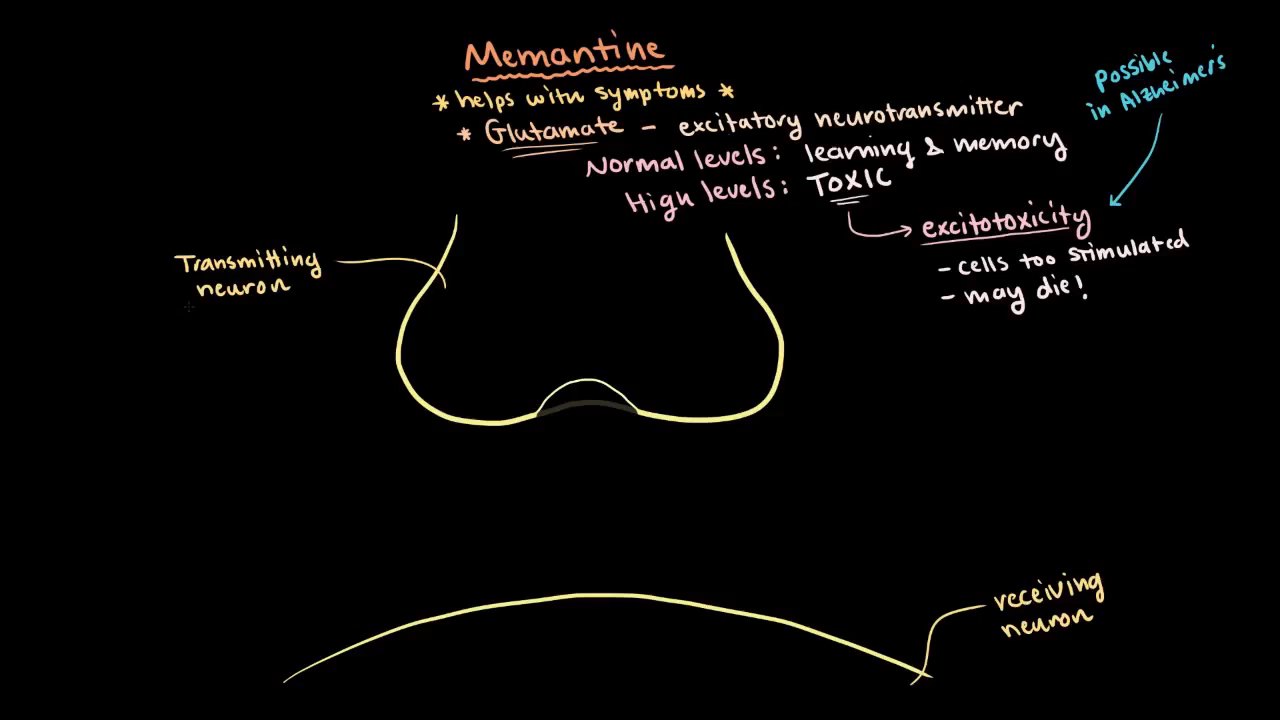 Memantine
* helps with symptoms *
* Glutamate – excitatory neurotransmitter
Normal levels: learning & memory
High levels: TOXIC
possible
in Alzheimer's
excitotoxicity
- cells too stimulated
- may die!
Transmitting
neuron
receiving
neuron